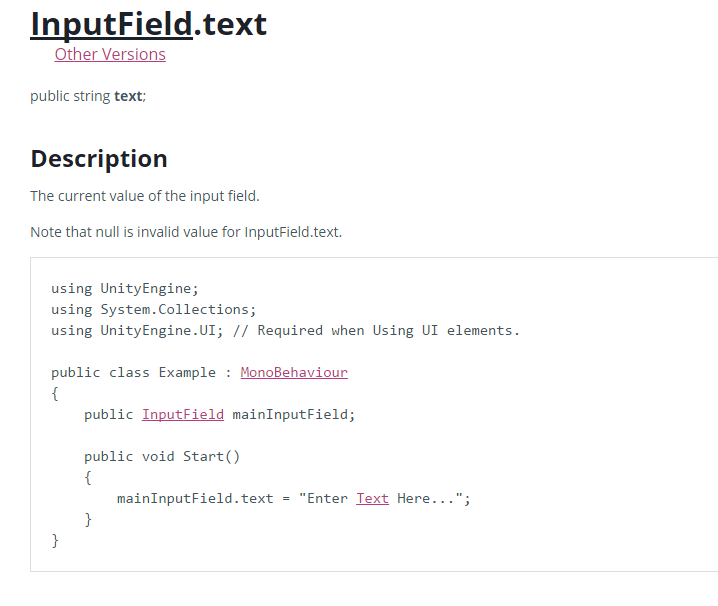 InputField.text
Other Versions
public string text;
Description
The current value of the input field.
Note that null is invalid value for InputField.text.
using UnityEngine;
using System.Collections;
using UnityEngine.UI; // Required when Using UI elements.
public class Example : MonoBehaviour
{
    public InputField mainInputField;
    public void Start()
    {
        mainInputField.text = "Enter Text Here...";
    }
}